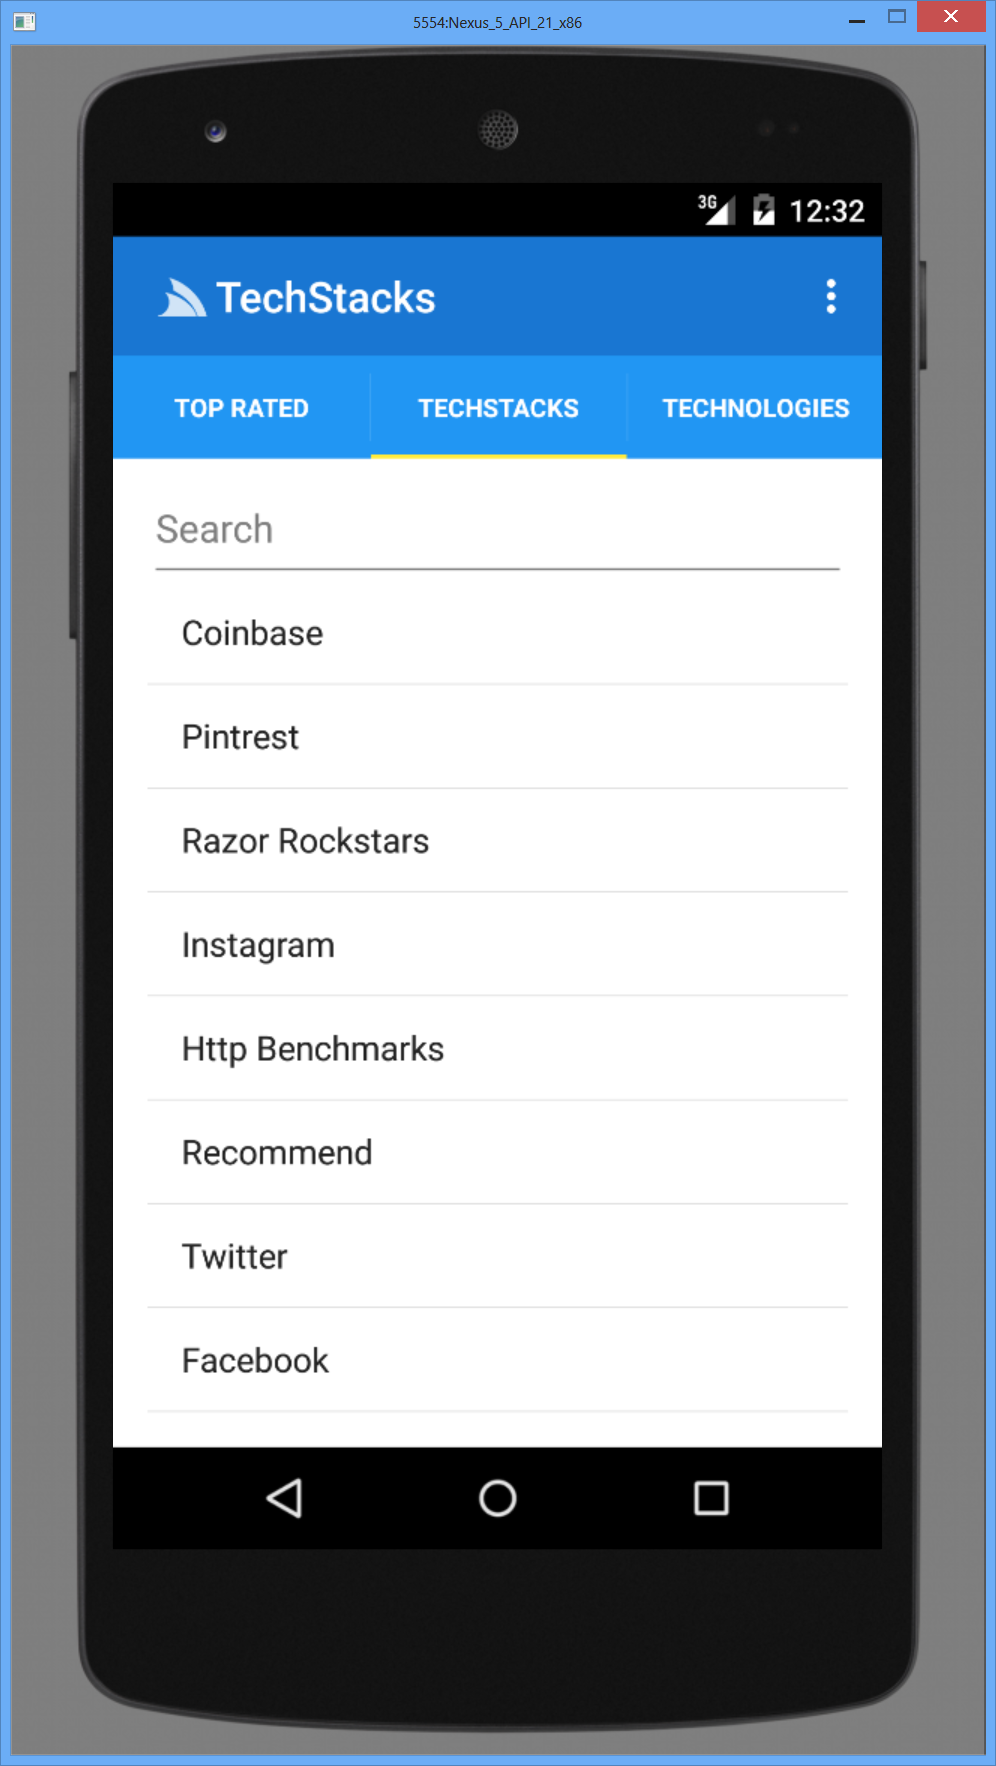 5554:Nexus_5_API_21_x86
3G 12:32
TechStacks
TOP RATED TECHSTACKS TECHNOLOGIES
Search
Coinbase
Pintrest
Razor Rockstars
Instagram
Http Benchmarks
Recommend
Twitter
Facebook